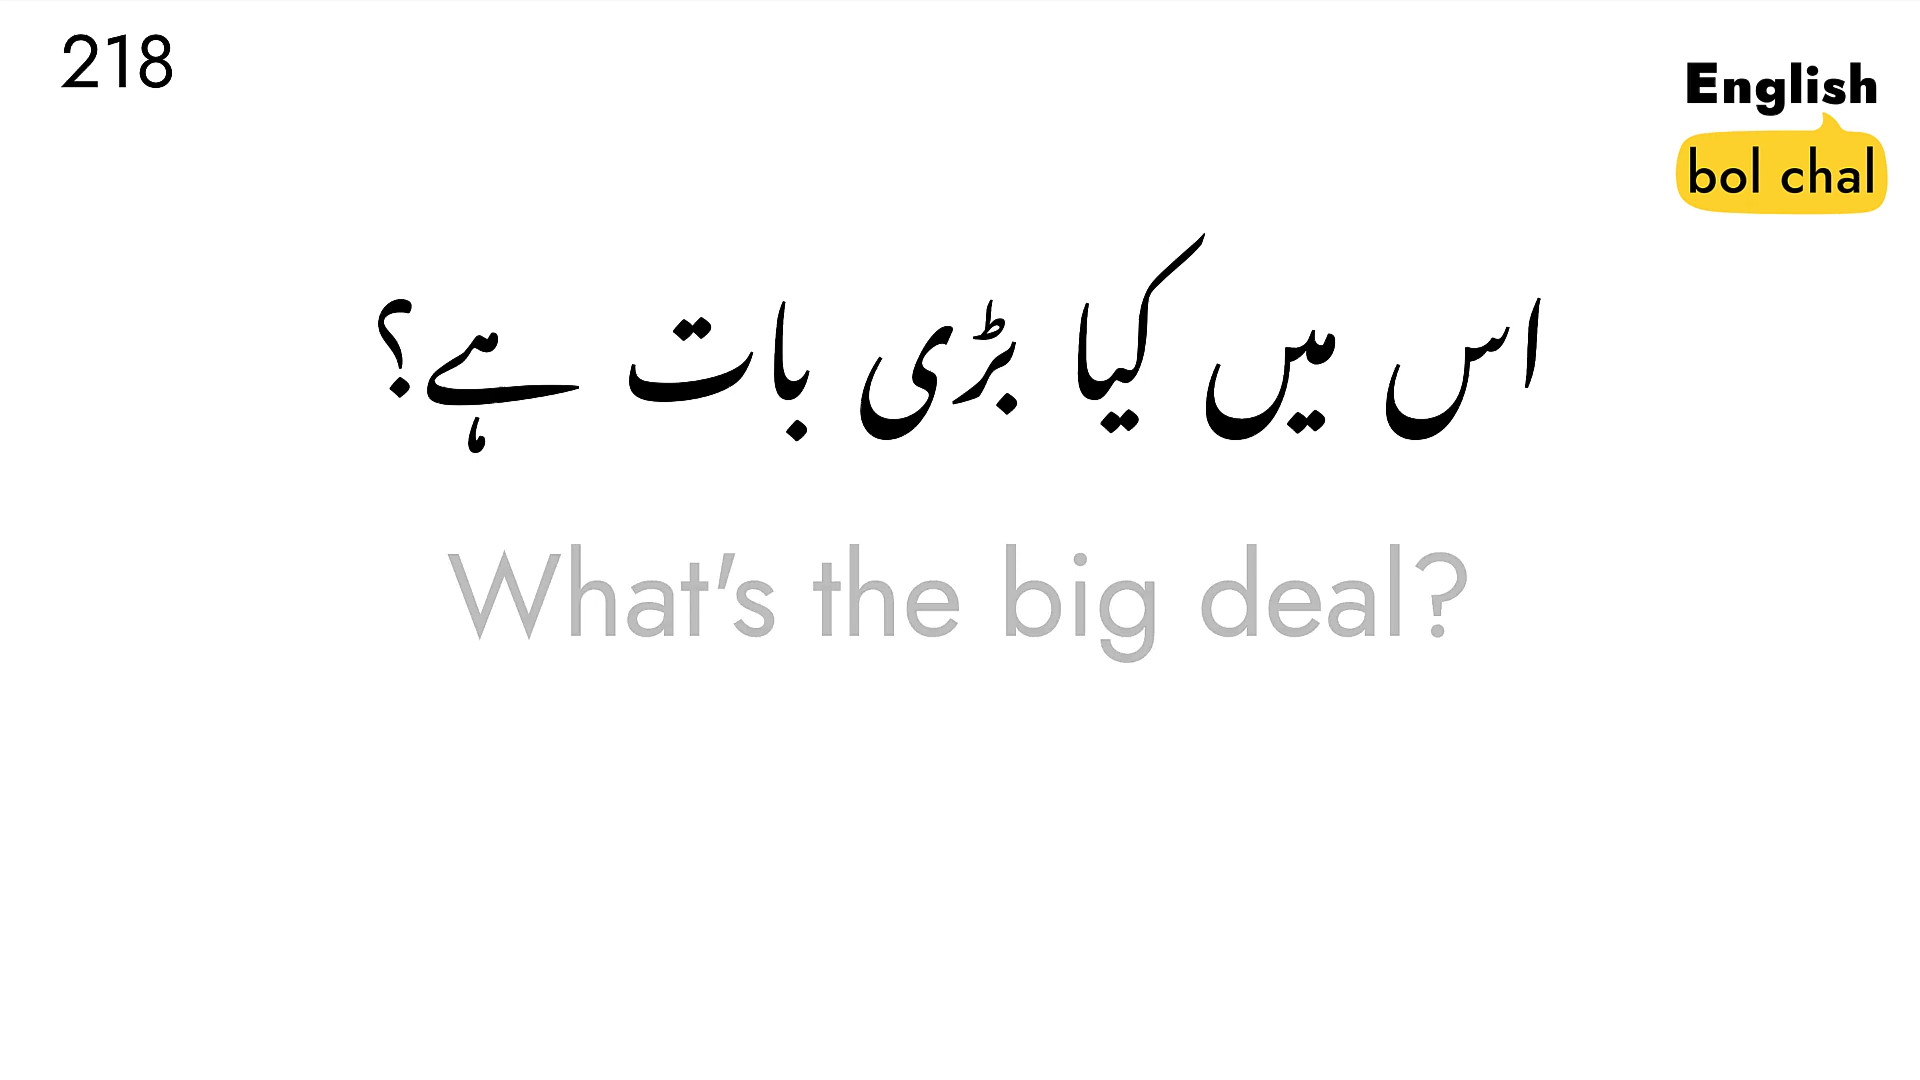 218
English
bol chal
اس میں کیا بڑی بات ہے؟
What's the big deal?